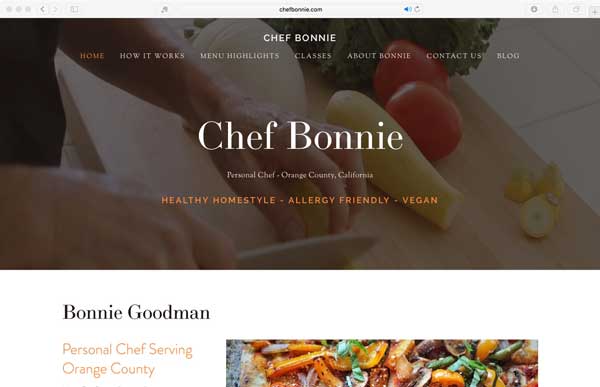 chefbonnie.com
CHEF BONNIE
HOME HOW IT WORKS MENU HIGHLIGHTS CLASSES ABOUT BONNIE CONTACT US BLOG
Chef Bonnie
Personal Chef - Orange County, California
HEALTHY HOMESTYLE - ALLERGY FRIENDLY - VEGAN
Bonnie Goodman
Personal Chef Serving
Orange County